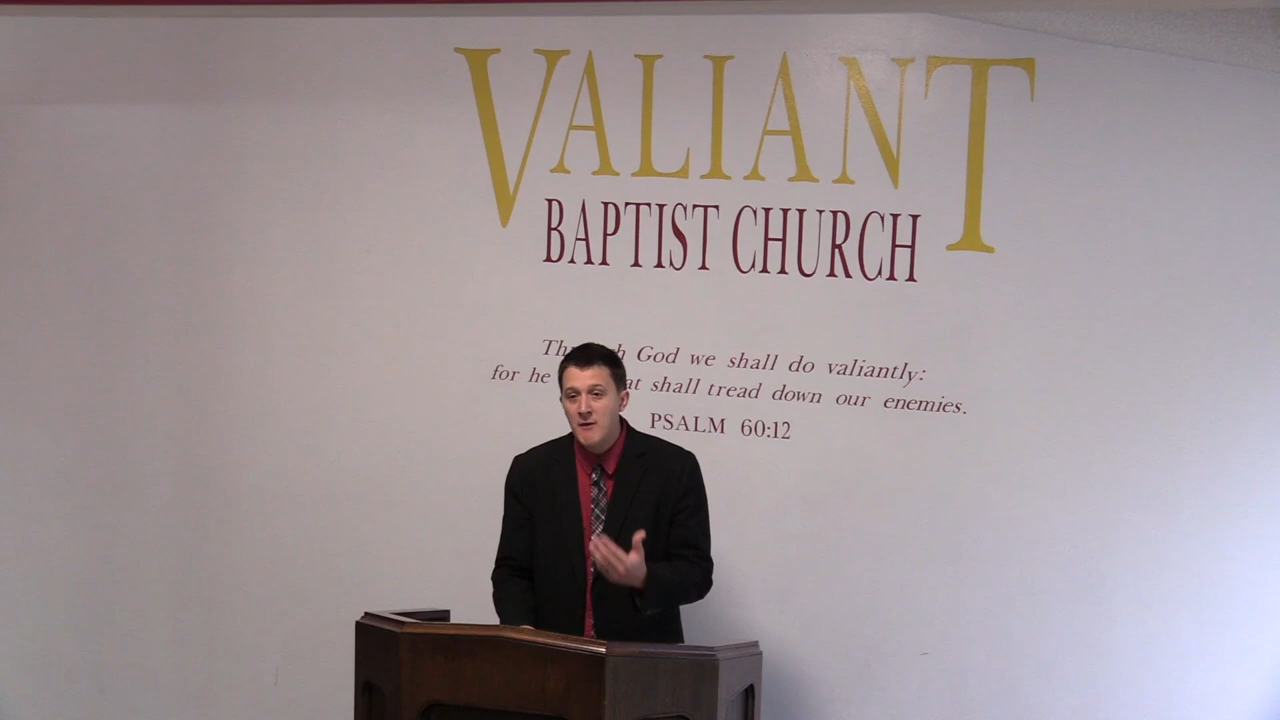 VALIANT
BAPTIST CHURCH
God we shall do valiantly:
for he shall tread down our enemies.
PSALM 60:12